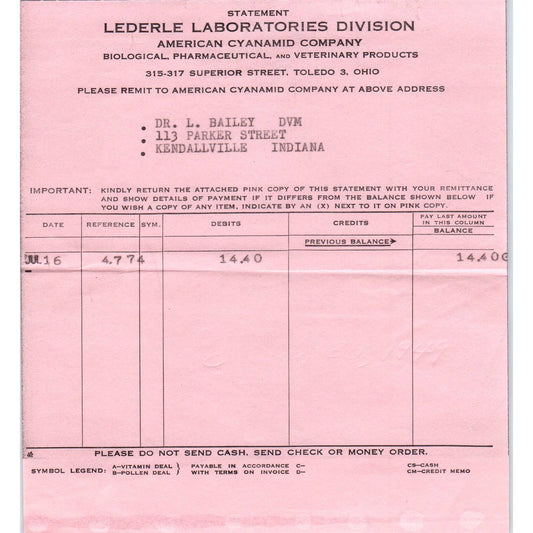 STATEMENT
LEDERLE LABORATORIES DIVISION
AMERICAN CYANAMID COMPANY
BIOLOGICAL, PHARMACEUTICAL, AND VETERINARY PRODUCTS
315-317 SUPERIOR STREET, TOLEDO 3, OHIO
PLEASE REMIT TO AMERICAN CYANAMID COMPANY AT ABOVE ADDRESS
DR. L. BAILEY DVM
113 PARKER STREET
KENDALLVILLE INDIANA
IMPORTANT: KINDLY RETURN THE ATTACHED PINK COPY OF THIS STATEMENT WITH YOUR REMITTANCE
AND SHOW DETAILS OF PAYMENT IF IT DIFFERS FROM THE BALANCE SHOWN BELOW IF
YOU WISH A COPY OF ANY ITEM, INDICATE BY AN (X) NEXT TO IT ON PINK COPY.
DATE REFERENCE SYM. DEBITS CREDITS PAY LAST AMOUNT IN THIS COLUMN
PREVIOUS BALANCE BALANCE
JUL 16 4774 14.40 14.40
PLEASE DO NOT SEND CASH, SEND CHECK OR MONEY ORDER.
SYMBOL LEGEND: A—VITAMIN DEAL } PAYABLE IN ACCORDANCE C— CS—CASH
B—POLLEN DEAL } WITH TERMS ON INVOICE D— CM—CREDIT MEMO